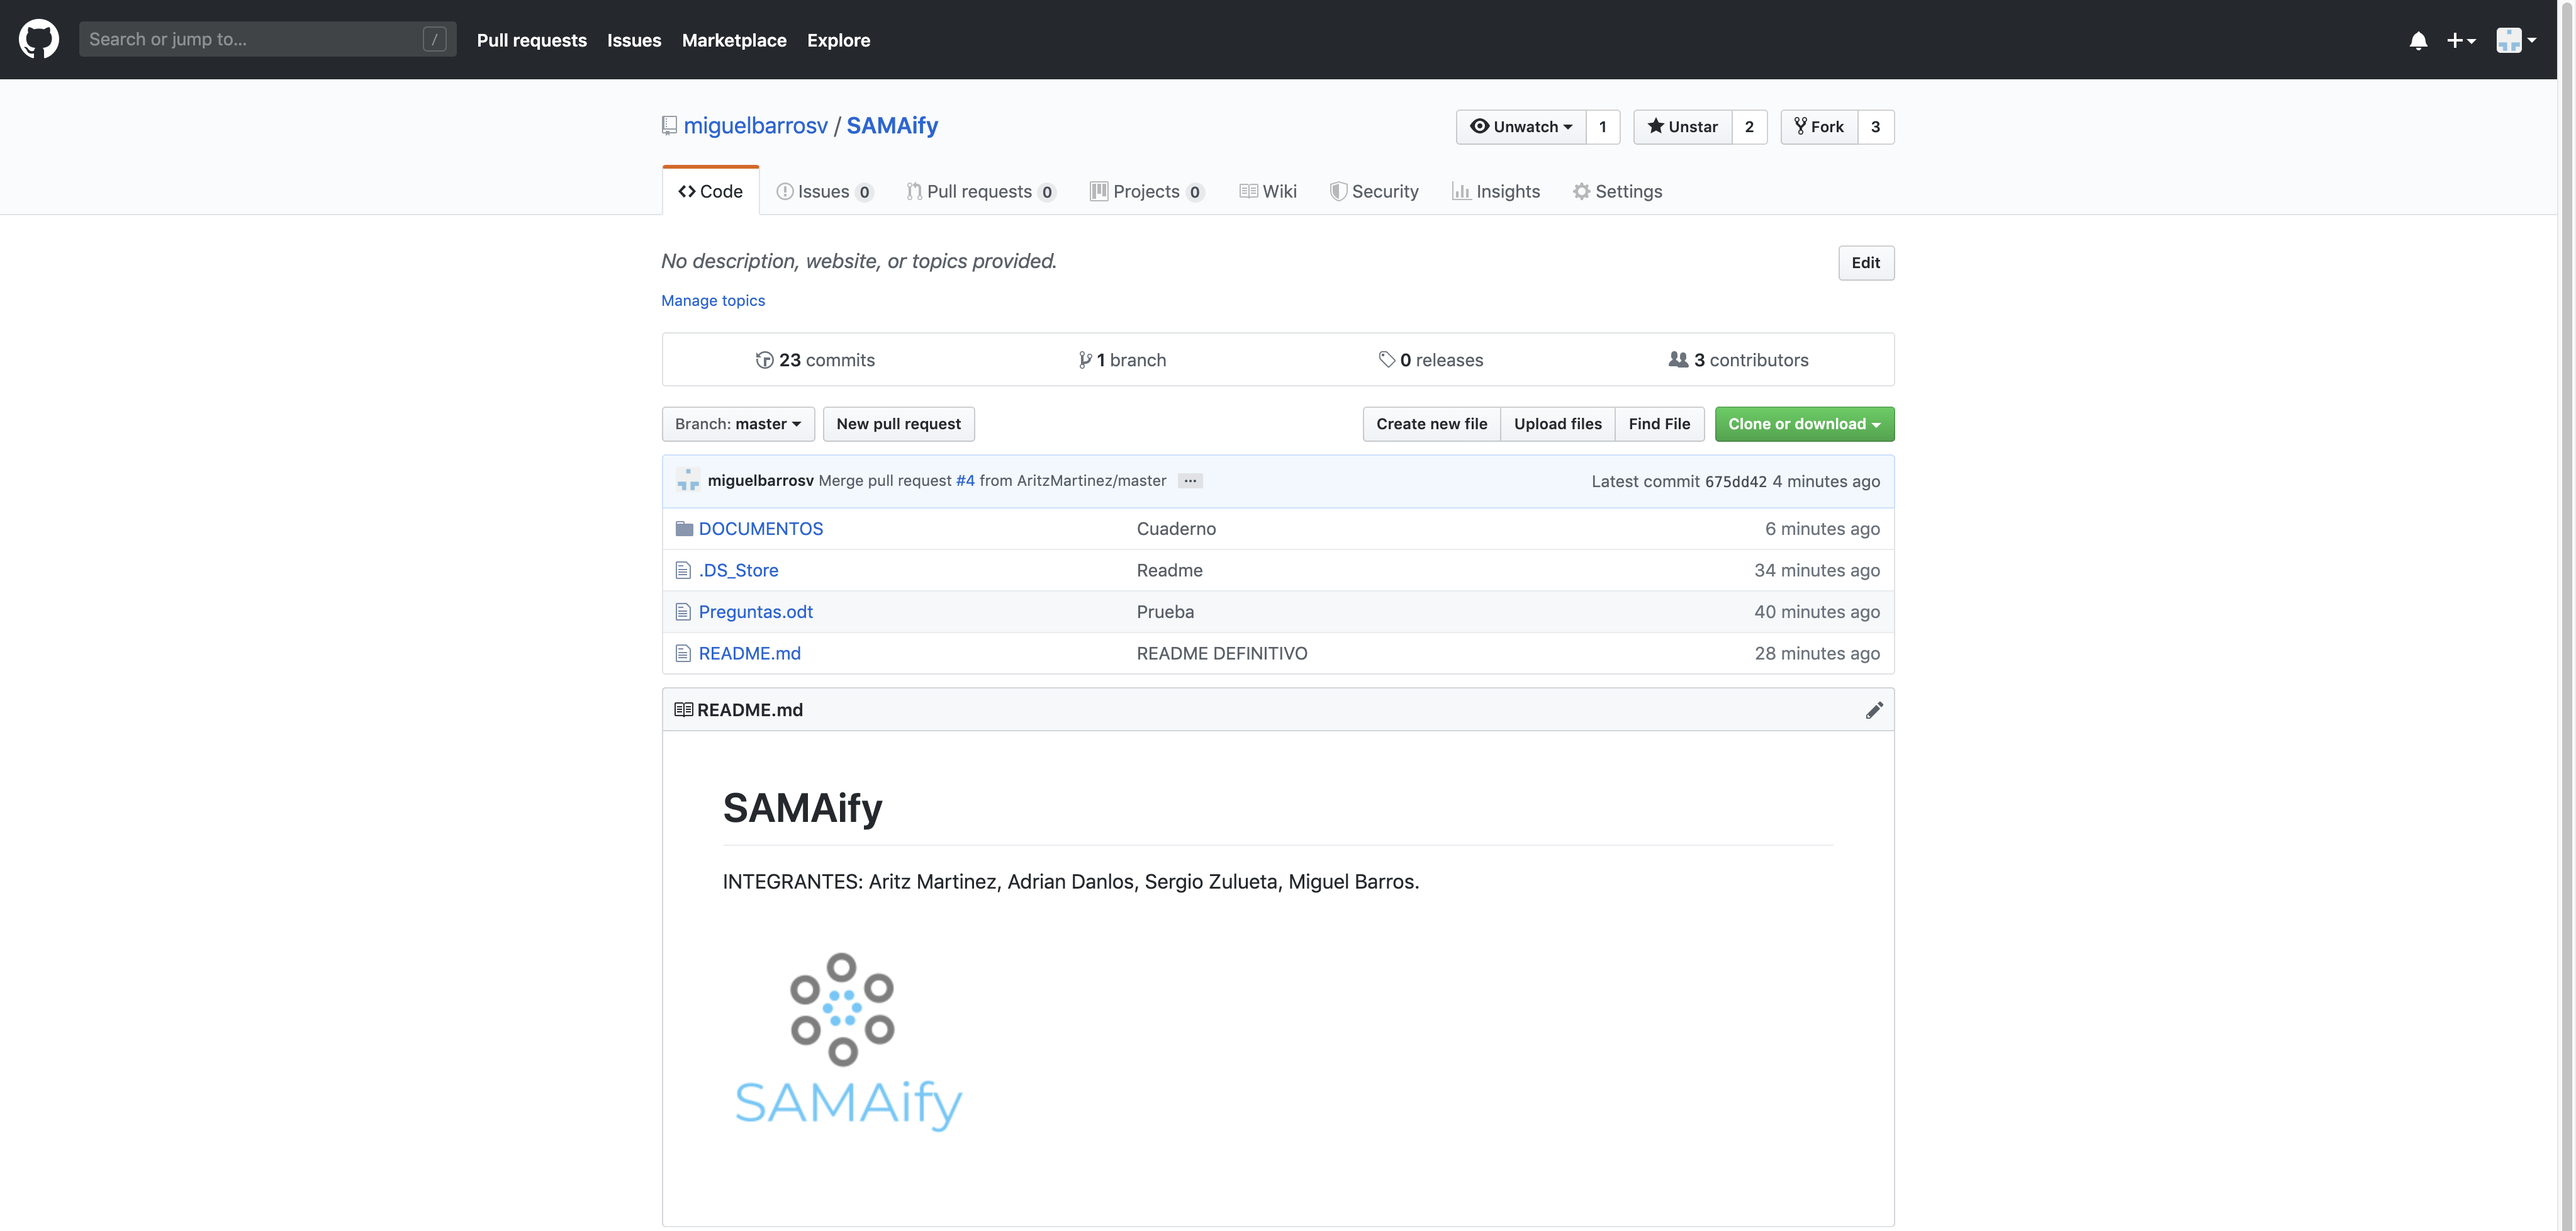 Search or jump to... /
Pull requests Issues Marketplace Explore
miguelbarrosv / SAMAify
Unwatch 1 Unstar 2 Fork 3
Code Issues 0 Pull requests 0 Projects 0 Wiki Security Insights Settings
No description, website, or topics provided.
Edit
Manage topics
23 commits 1 branch 0 releases 3 contributors
Branch: master New pull request Create new file Upload files Find File Clone or download
miguelbarrosv Merge pull request #4 from AritzMartinez/master ... Latest commit 675dd42 4 minutes ago
DOCUMENTOS Cuaderno 6 minutes ago
.DS_Store Readme 34 minutes ago
Preguntas.odt Prueba 40 minutes ago
README.md README DEFINITIVO 28 minutes ago
README.md
SAMAify
INTEGRANTES: Aritz Martinez, Adrian Danlos, Sergio Zulueta, Miguel Barros.
SAMAify